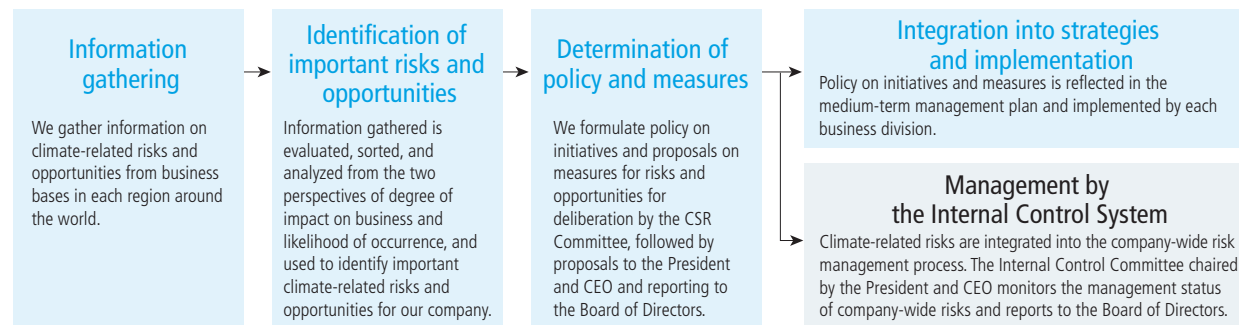 Information
gathering
We gather information on
climate-related risks and
opportunities from business
bases in each region around
the world.
Identification of
important risks and
opportunities
Information gathered is
evaluated, sorted, and
analyzed from the two
perspectives of degree of
impact on business and
likelihood of occurrence, and
used to identify important
climate-related risks and
opportunities for our company.
Determination of
policy and measures
We formulate policy on
initiatives and proposals on
measures for risks and
opportunities for
deliberation by the CSR
Committee, followed by
proposals to the President
and CEO and reporting to
the Board of Directors.
Integration into strategies
and implementation
Policy on initiatives and measures is reflected in the
medium-term management plan and implemented by each
business division.
Management by
the Internal Control System
Climate-related risks are integrated into the company-wide risk
management process. The Internal Control Committee chaired
by the President and CEO monitors the management status
of company-wide risks and reports to the Board of Directors.